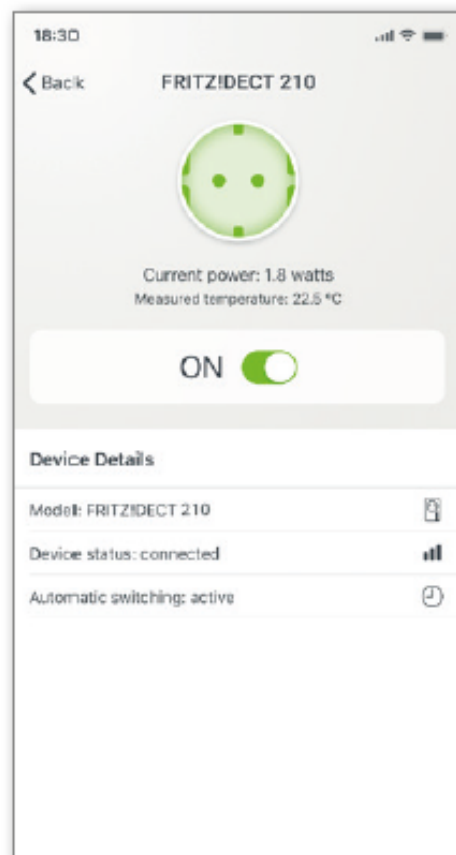 18:30
Back
FRITZ!DECT 210
Current power: 1.8 watts
Measured temperature: 22.5 °C
ON
Device Details
Modell: FRITZ!DECT 210
Device status: connected
Automatic switching: active